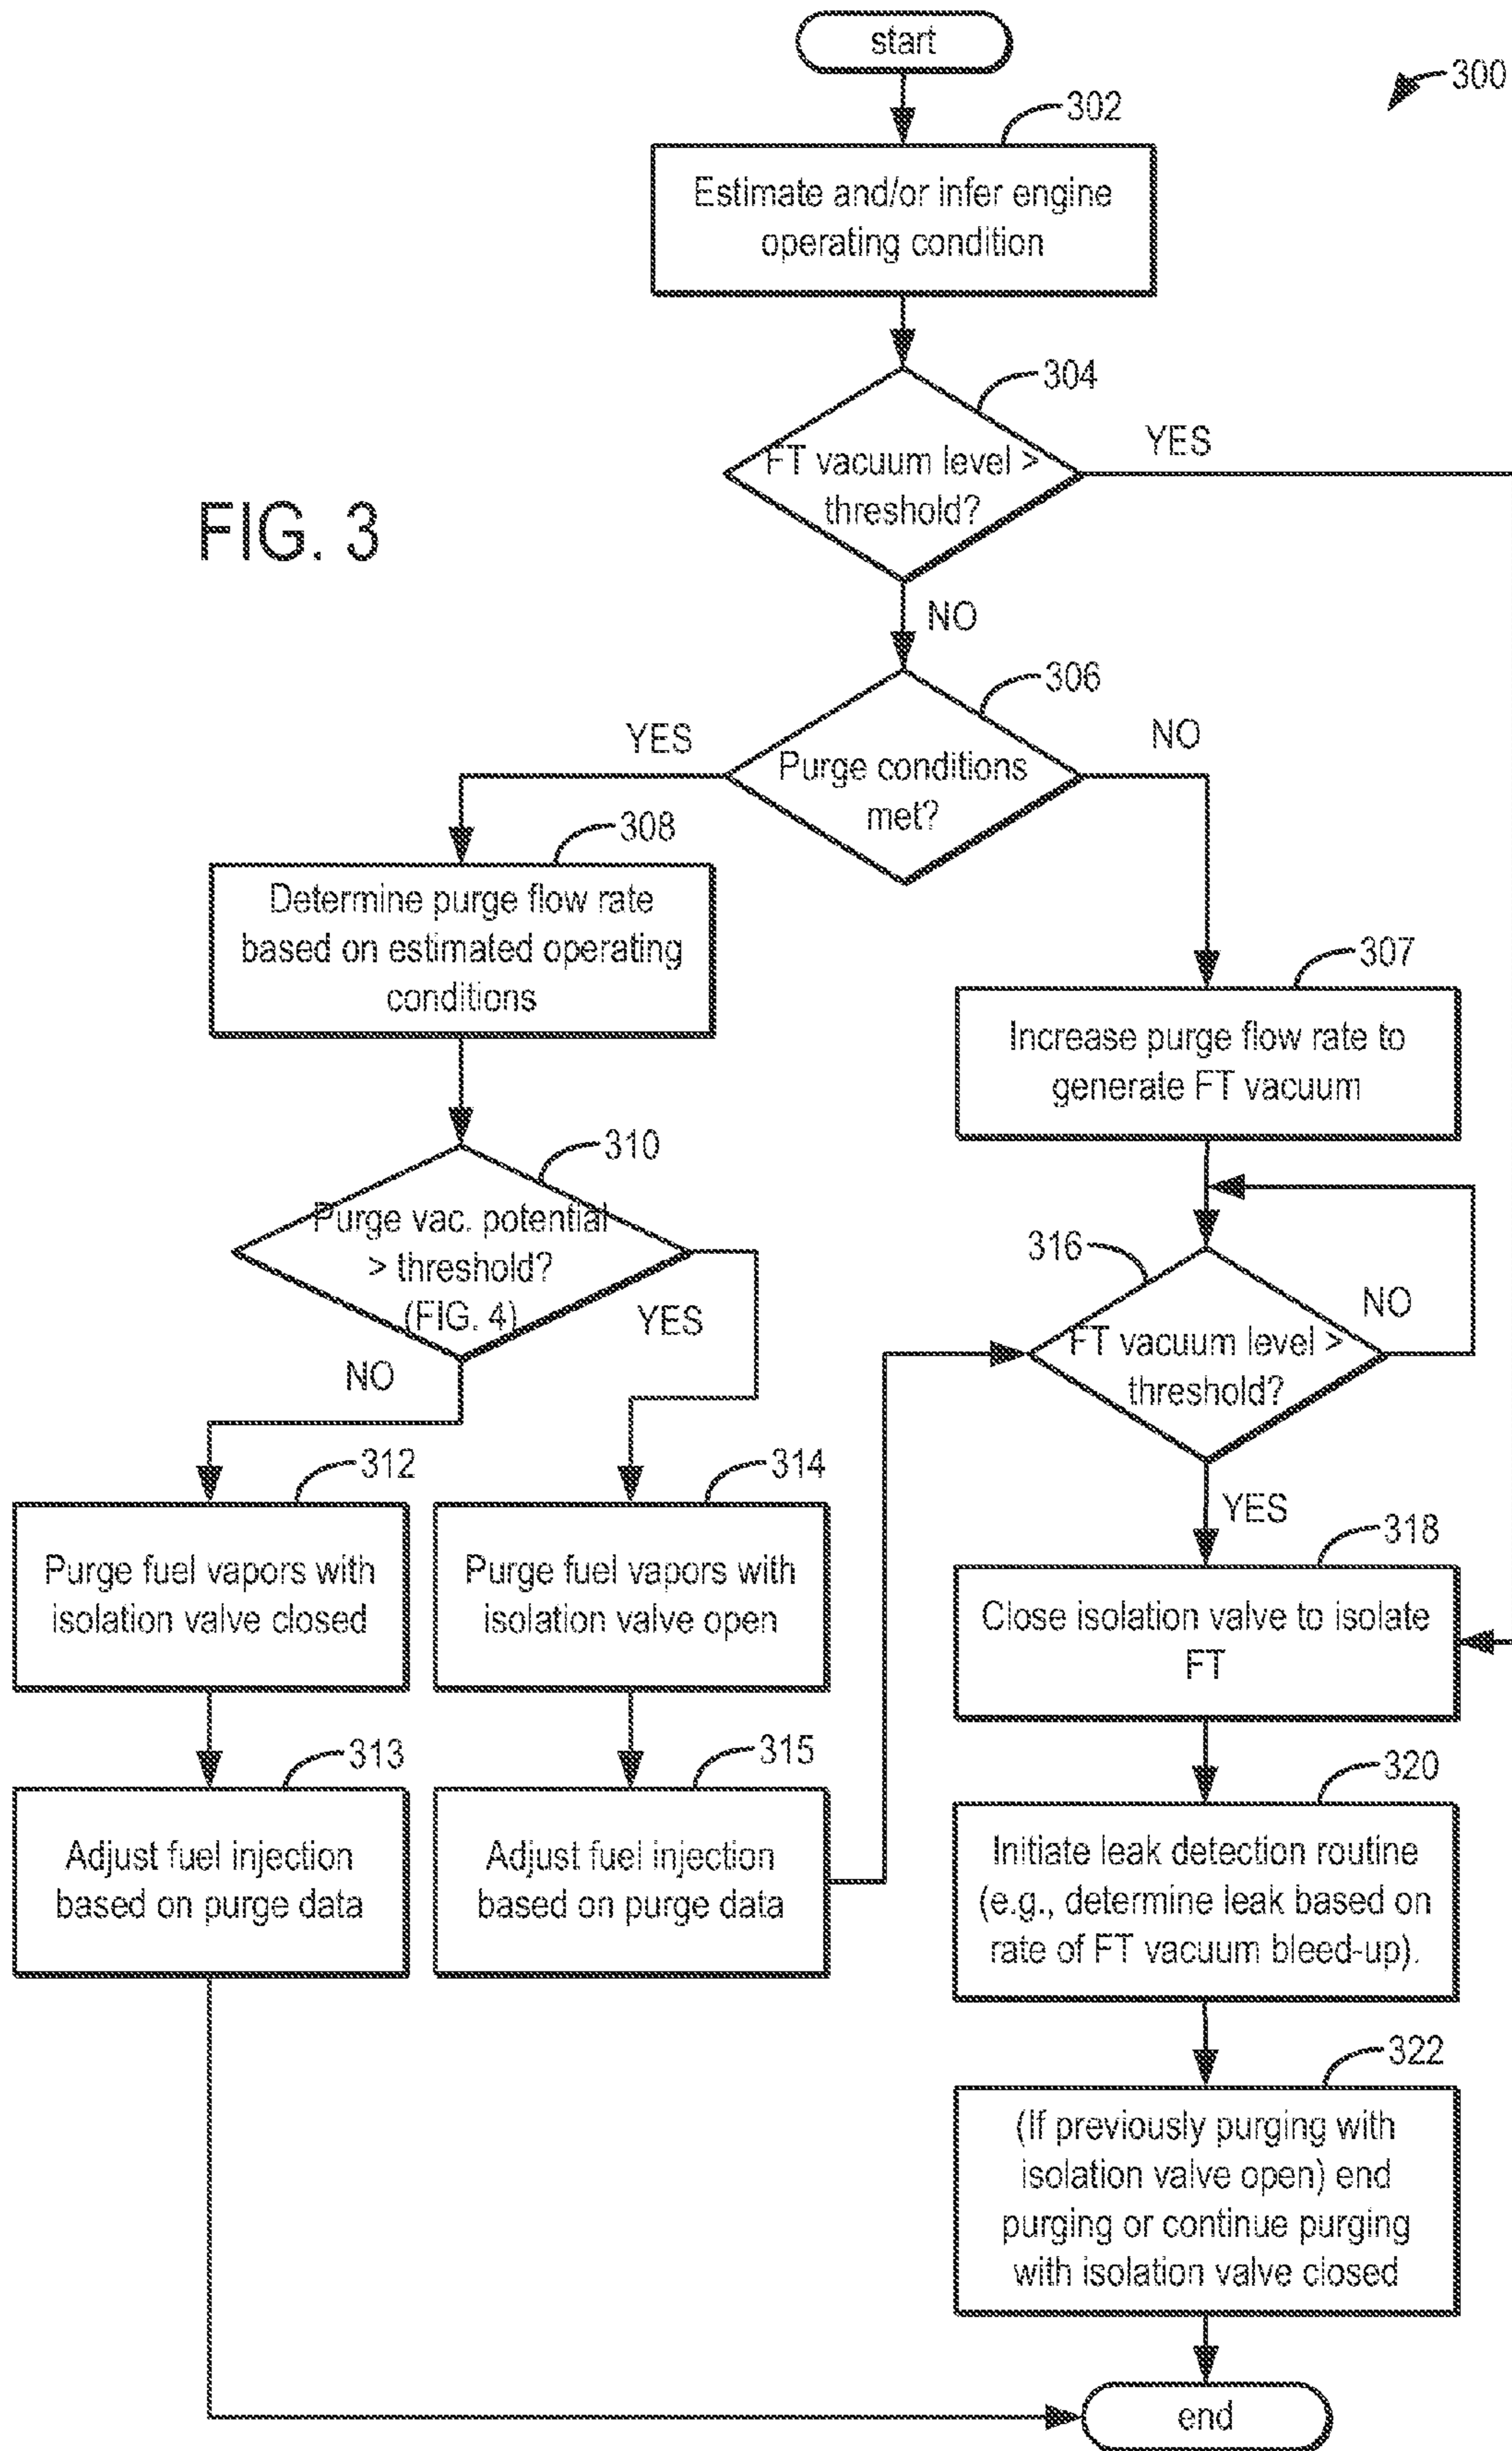 start
300
302
Estimate and/or infer engine
operating condition
304
FT vacuum level >
threshold?
YES
FIG. 3
NO
306
Purge conditions
met?
YES
NO
308
Determine purge flow rate
based on estimated operating
conditions
307
Increase purge flow rate to
generate FT vacuum
310
Purge vac. potential
> threshold?
(FIG. 4)
YES
NO
316
FT vacuum level >
threshold?
NO
YES
312
Purge fuel vapors with
isolation valve closed
314
Purge fuel vapors with
isolation valve open
318
Close isolation valve to isolate
FT
313
Adjust fuel injection
based on purge data
315
Adjust fuel injection
based on purge data
320
Initiate leak detection routine
(e.g., determine leak based on
rate of FT vacuum bleed-up).
322
(If previously purging with
isolation valve open) end
purging or continue purging
with isolation valve closed
end